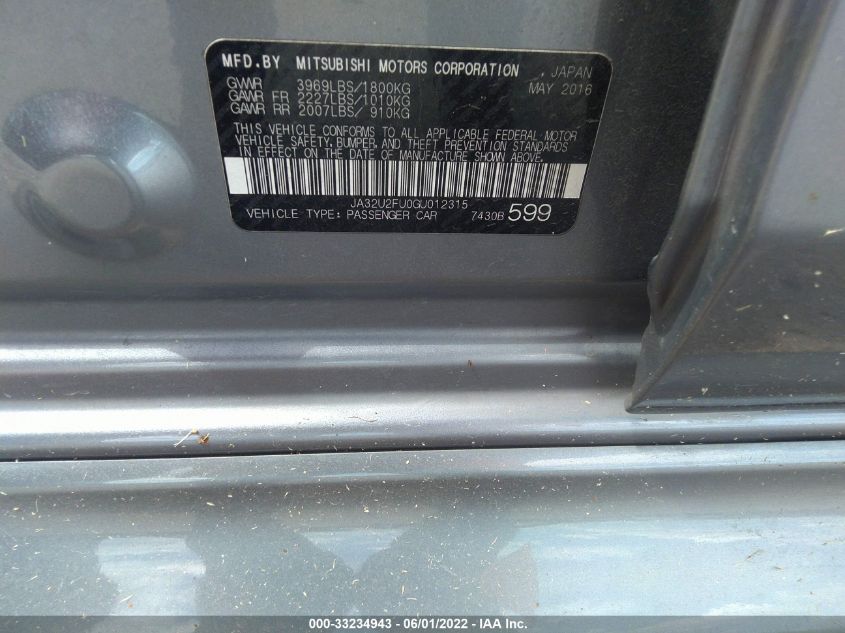 MFD.BY MITSUBISHI MOTORS CORPORATION , JAPAN
GVWR 3969LBS/1800KG MAY 2016
GAWR FR 2227LBS/1010KG
GAWR RR 2007LBS/ 910KG
THIS VEHICLE CONFORMS TO ALL APPLICABLE FEDERAL MOTOR
VEHICLE SAFETY, BUMPER, AND THEFT PREVENTION STANDARDS
IN EFFECT ON THE DATE OF MANUFACTURE SHOWN ABOVE.
JA32U2FU0GU012315
VEHICLE TYPE: PASSENGER CAR 7430B 599
000-33234943 - 06/01/2022 - IAA Inc.